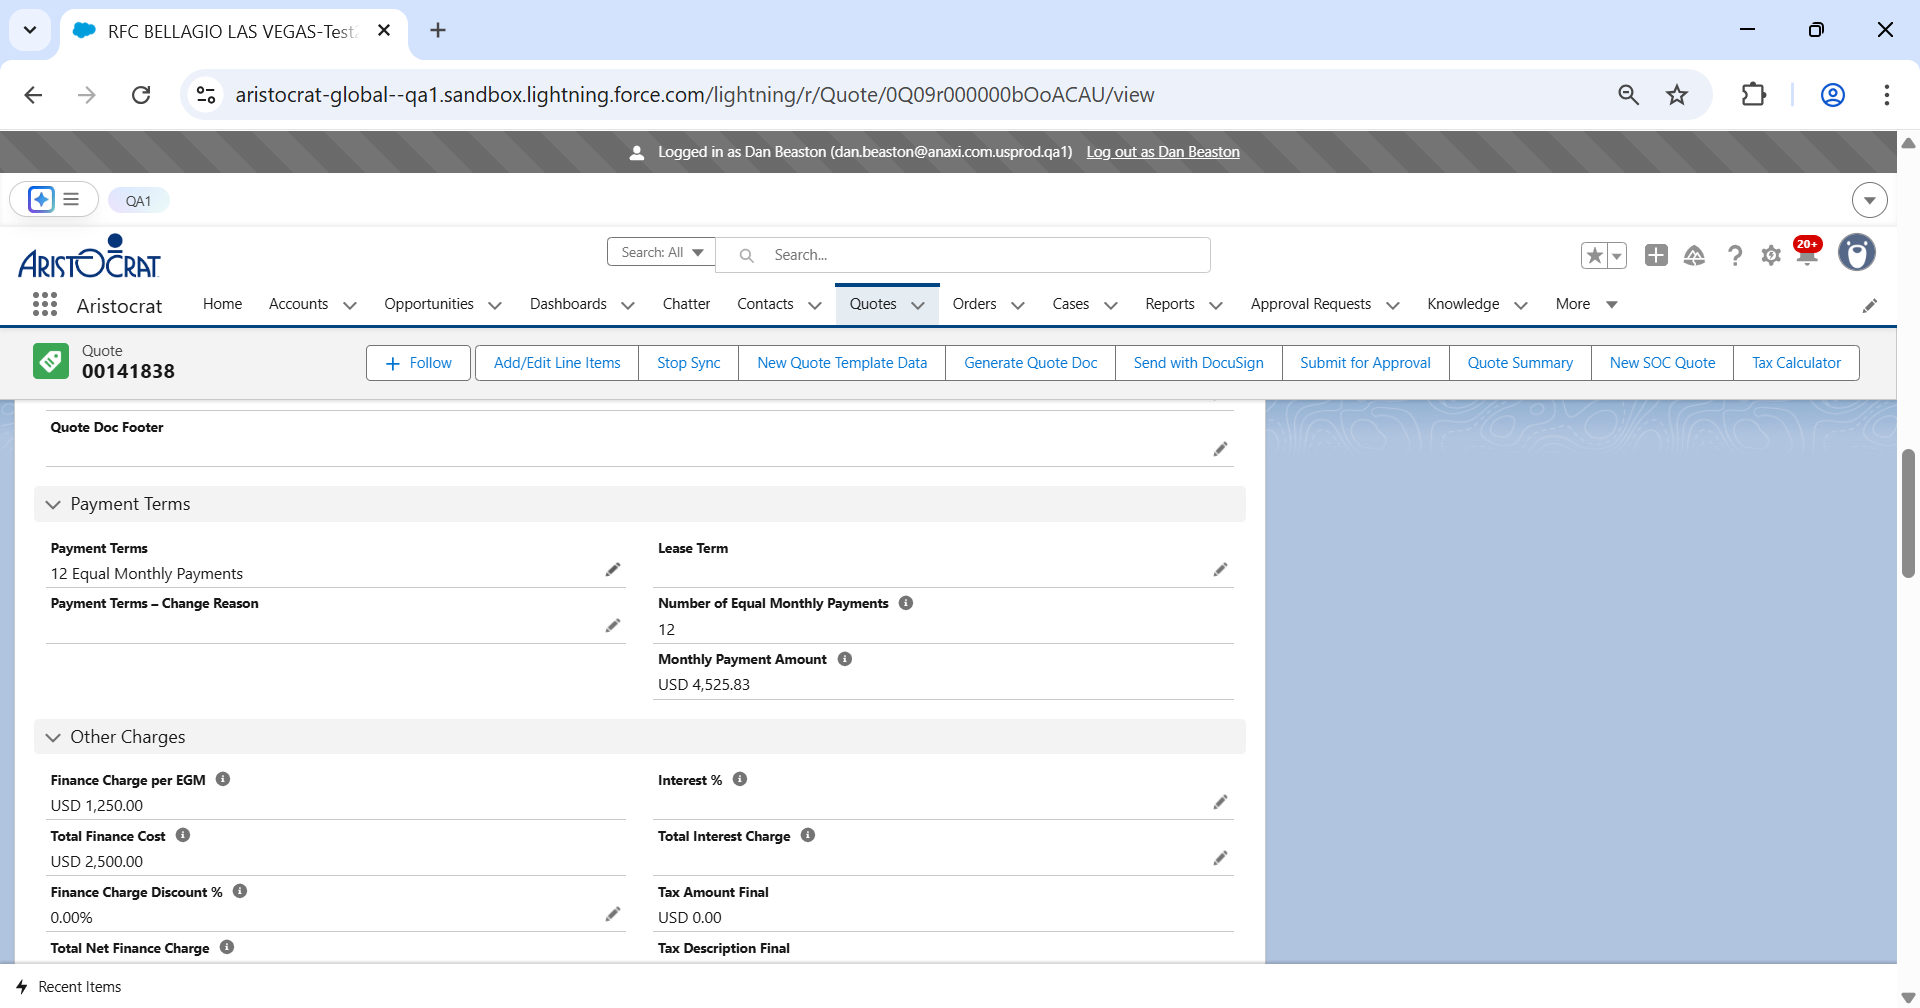 RFC BELLAGIO LAS VEGAS-Test
aristocrat-global--qa1.sandbox.lightning.force.com/lightning/r/Quote/0Q09r000000bOoACAU/view
Logged in as Dan Beaston (dan.beaston@anaxi.com.usprod.qa1) Log out as Dan Beaston
QA1
ARISTOCRAT
Search: All
Search...
20+
Aristocrat
Home
Accounts
Opportunities
Dashboards
Chatter
Contacts
Quotes
Orders
Cases
Reports
Approval Requests
Knowledge
More
Quote
00141838
Follow
Add/Edit Line Items
Stop Sync
New Quote Template Data
Generate Quote Doc
Send with DocuSign
Submit for Approval
Quote Summary
New SOC Quote
Tax Calculator
Quote Doc Footer
Payment Terms
Payment Terms
12 Equal Monthly Payments
Lease Term
Payment Terms – Change Reason
Number of Equal Monthly Payments
12
Monthly Payment Amount
USD 4,525.83
Other Charges
Finance Charge per EGM
USD 1,250.00
Interest %
Total Finance Cost
USD 2,500.00
Total Interest Charge
Finance Charge Discount %
0.00%
Tax Amount Final
USD 0.00
Total Net Finance Charge
Tax Description Final
Recent Items